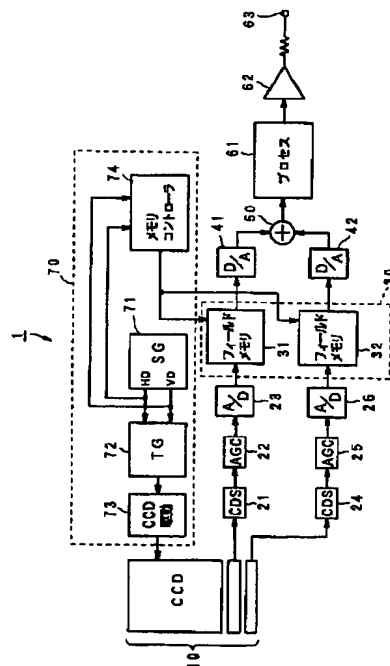 1
70
74
メモリ
コントローラ
71
SG
HD
VD
72
TG
73
CCD
駆動
CCD
10
63
62
61
プロセス
60
41
D/A
D/A
42
30
フィールド
メモリ
31
フィールド
メモリ
32
A/D
23
A/D
26
22
AGC
25
AGC
CDS
21
CDS
24